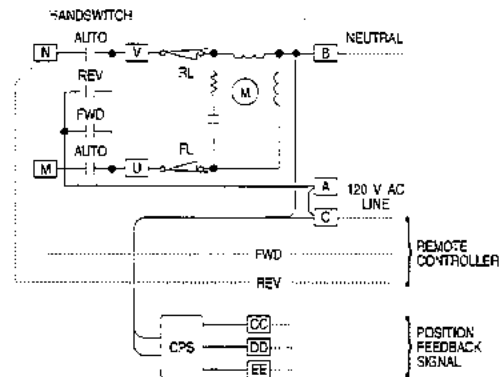 HANDSWITCH
AUTO
NEUTRAL
N
V
B
REV
RL
M
FWD
AUTO
FL
M
U
A
120 V AC
LINE
C
FWD
REMOTE
CONTROLLER
REV
CC
CPS
DD
POSITION
FEEDBACK
SIGNAL
EE